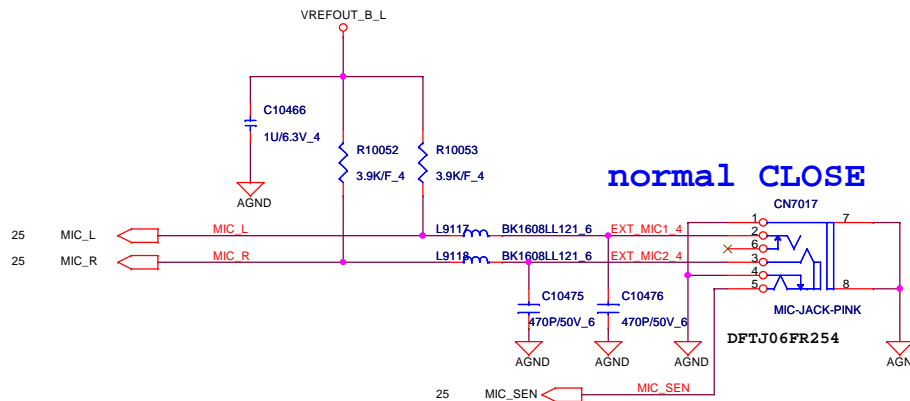 VREFOUT_B_L
C10466
1U/6.3V_4
AGND
R10052
3.9K/F_4
R10053
3.9K/F_4
normal CLOSE
CN7017
25 MIC_L MIC_L L9117 BK1608LL121_6 EXT_MIC1_4
25 MIC_R MIC_R L9118 BK1608LL121_6 EXT_MIC2_4
1
2
6
3
4
5
7
8
C10475
470P/50V_6
C10476
470P/50V_6
MIC-JACK-PINK
DFTJ06FR254
AGND
AGND
AGND
AGN
25 MIC_SEN MIC_SEN